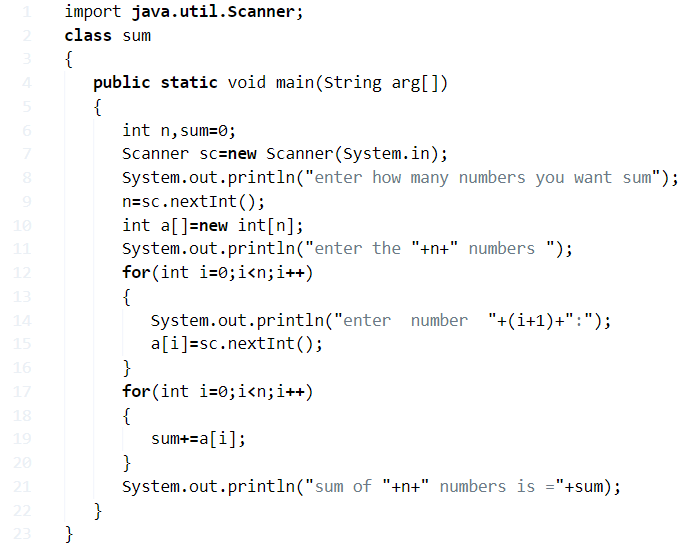 1 import java.util.Scanner;
2 class sum
3 {
4 public static void main(String arg[])
5 {
6 int n,sum=0;
7 Scanner sc=new Scanner(System.in);
8 System.out.println("enter how many numbers you want sum");
9 n=sc.nextInt();
10 int a[]=new int[n];
11 System.out.println("enter the "+n+" numbers ");
12 for(int i=0;i<n;i++)
13 {
14 System.out.println("enter  number  "+(i+1)+":");
15 a[i]=sc.nextInt();
16 }
17 for(int i=0;i<n;i++)
18 {
19 sum+=a[i];
20 }
21 System.out.println("sum of "+n+" numbers is ="+sum);
22 }
23 }